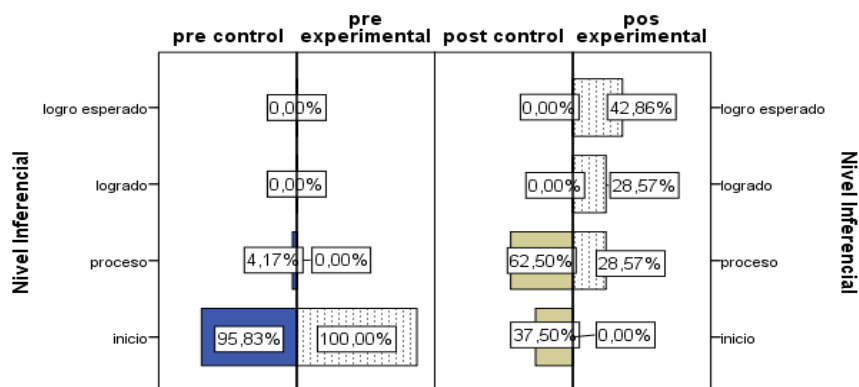 pre control
pre experimental
post control
pos experimental
Nivel Inferencial
logro esperado
0,00%
0,00%
42,86%
logro esperado
logrado
0,00%
0,00%
28,57%
logrado
proceso
4,17%
0,00%
62,50%
28,57%
proceso
inicio
95,83%
100,00%
37,50%
0,00%
inicio
Nivel Inferencial